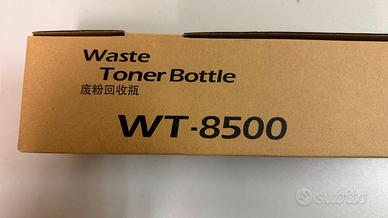 Waste
Toner Bottle
废粉回收瓶
WT-8500
subito